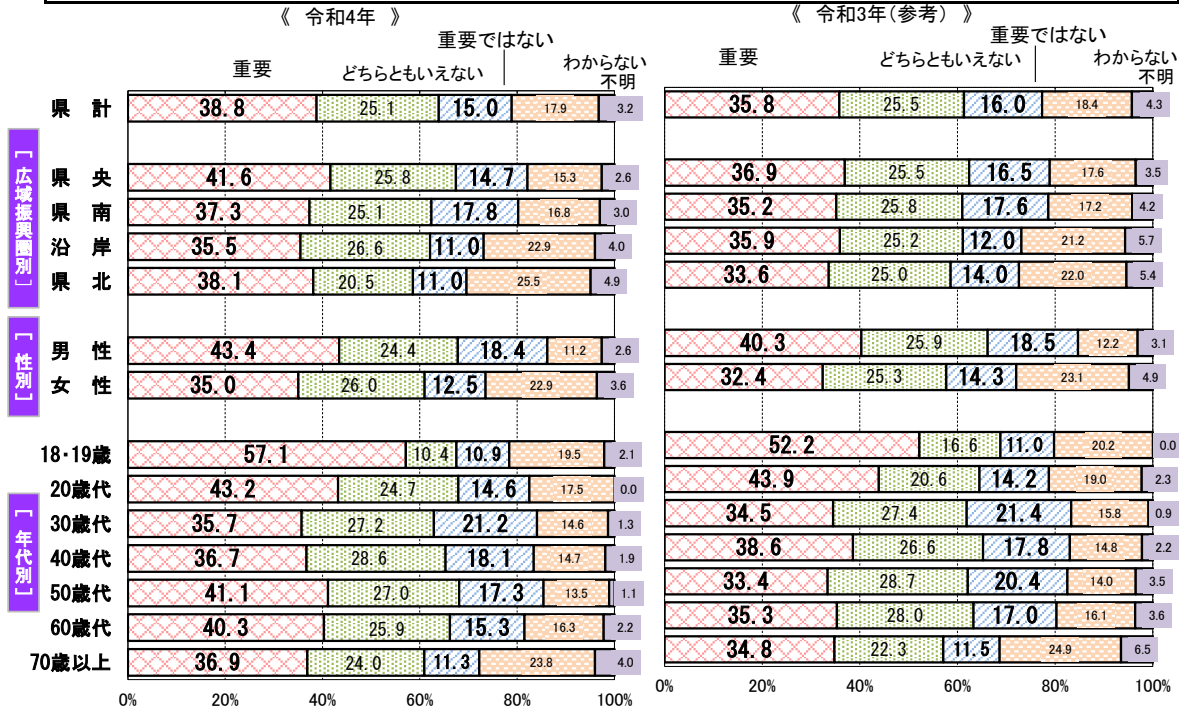 《 令和4年 》
《 令和3年(参考) 》
重要 どちらともいえない 重要ではない わからない 不明
重要 どちらともいえない 重要ではない わからない 不明
県 計 38.8 25.1 15.0 17.9 3.2
35.8 25.5 16.0 18.4 4.3
[広域振興圏別]
県 央 41.6 25.8 14.7 15.3 2.6
36.9 25.5 16.5 17.6 3.5
県 南 37.3 25.1 17.8 16.8 3.0
35.2 25.8 17.6 17.2 4.2
沿 岸 35.5 26.6 11.0 22.9 4.0
35.9 25.2 12.0 21.2 5.7
県 北 38.1 20.5 11.0 25.5 4.9
33.6 25.0 14.0 22.0 5.4
[性別]
男 性 43.4 24.4 18.4 11.2 2.6
40.3 25.9 18.5 12.2 3.1
女 性 35.0 26.0 12.5 22.9 3.6
32.4 25.3 14.3 23.1 4.9
[年代別]
18・19歳 57.1 10.4 10.9 19.5 2.1
52.2 16.6 11.0 20.2 0.0
20歳代 43.2 24.7 14.6 17.5 0.0
43.9 20.6 14.2 19.0 2.3
30歳代 35.7 27.2 21.2 14.6 1.3
34.5 27.4 21.4 15.8 0.9
40歳代 36.7 28.6 18.1 14.7 1.9
38.6 26.6 17.8 14.8 2.2
50歳代 41.1 27.0 17.3 13.5 1.1
33.4 28.7 20.4 14.0 3.5
60歳代 40.3 25.9 15.3 16.3 2.2
35.3 28.0 17.0 16.1 3.6
70歳以上 36.9 24.0 11.3 23.8 4.0
34.8 22.3 11.5 24.9 6.5
0% 20% 40% 60% 80% 100%
0% 20% 40% 60% 80% 100%